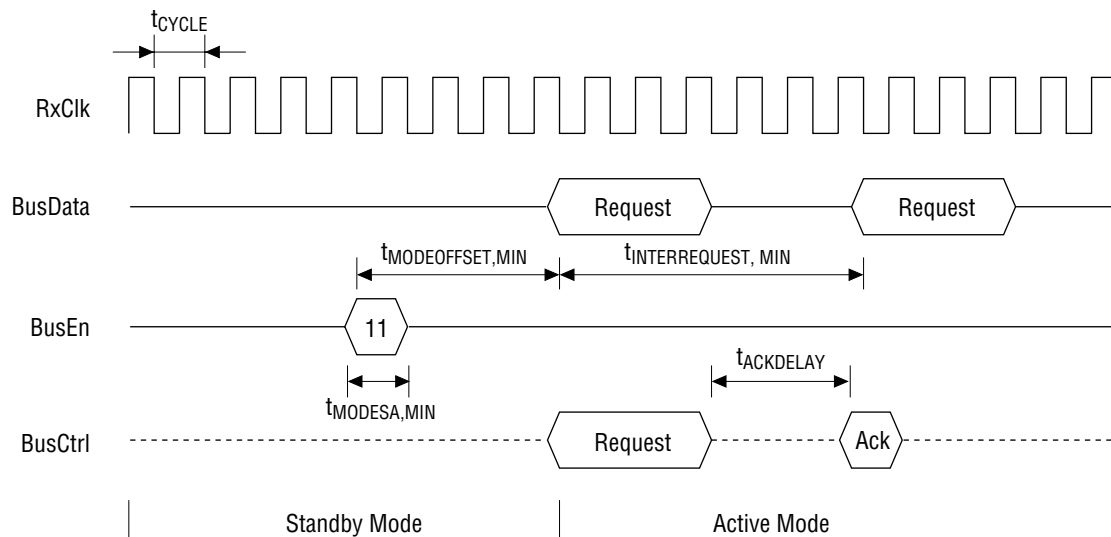 tCYCLE
RxClk
BusData
Request
Request
tMODEOFFSET,MIN
tINTERREQUEST, MIN
BusEn
11
tACKDELAY
tMODESA,MIN
BusCtrl
Request
Ack
Standby Mode
Active Mode